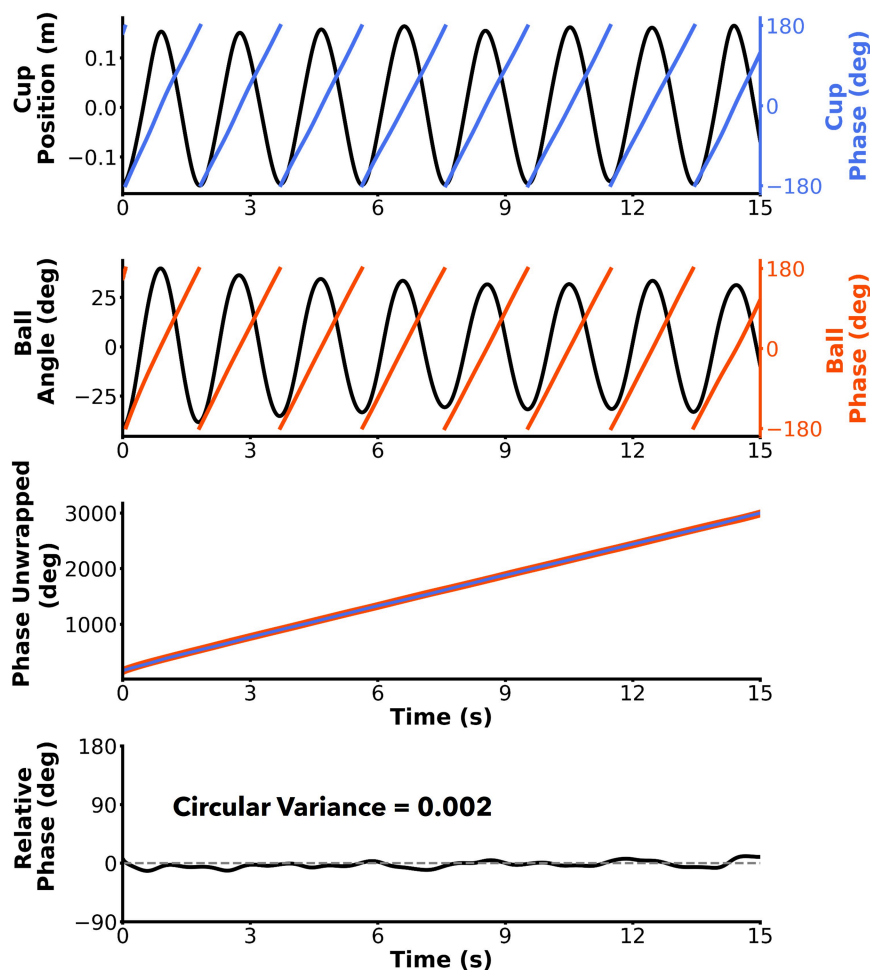 Cup
Position (m)
0.1
0.0
−0.1
180
0
−180
Cup
Phase (deg)
0 3 6 9 12 15
Ball
Angle (deg)
25
0
−25
180
0
−180
Ball
Phase (deg)
0 3 6 9 12 15
Phase Unwrapped
(deg)
3000
2000
1000
0 3 6 9 12 15
Time (s)
Relative
Phase (deg)
180
90
0
−90
Circular Variance = 0.002
0 3 6 9 12 15
Time (s)